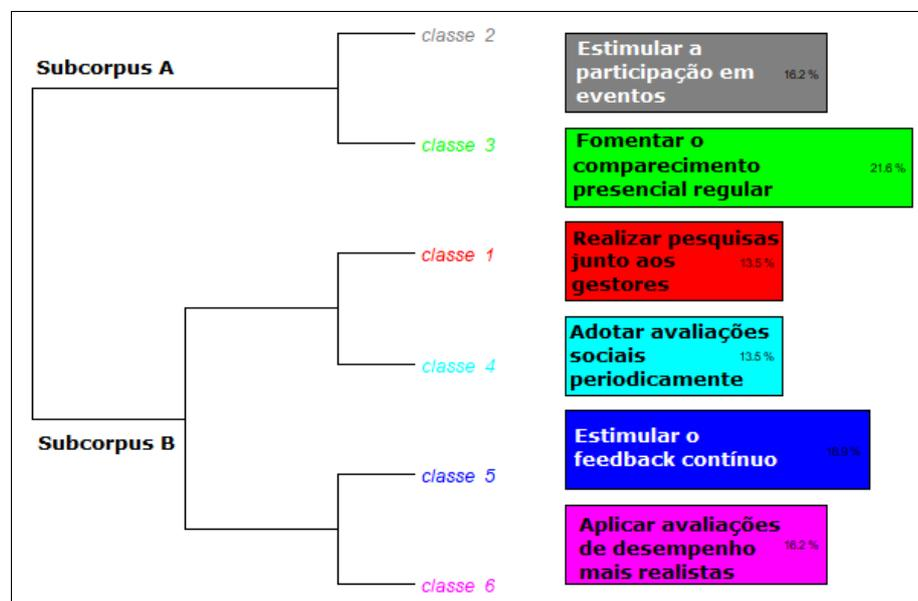 Subcorpus A
classe 2
Estimular a
participação em
eventos
16.2 %
classe 3
Fomentar o
comparecimento
presencial regular
21.6 %
classe 1
Realizar pesquisas
junto aos
gestores
13.5 %
classe 4
Adotar avaliações
sociais
periodicamente
13.5 %
Subcorpus B
classe 5
Estimular o
feedback contínuo
18.9 %
classe 6
Aplicar avaliações
de desempenho
mais realistas
16.2 %